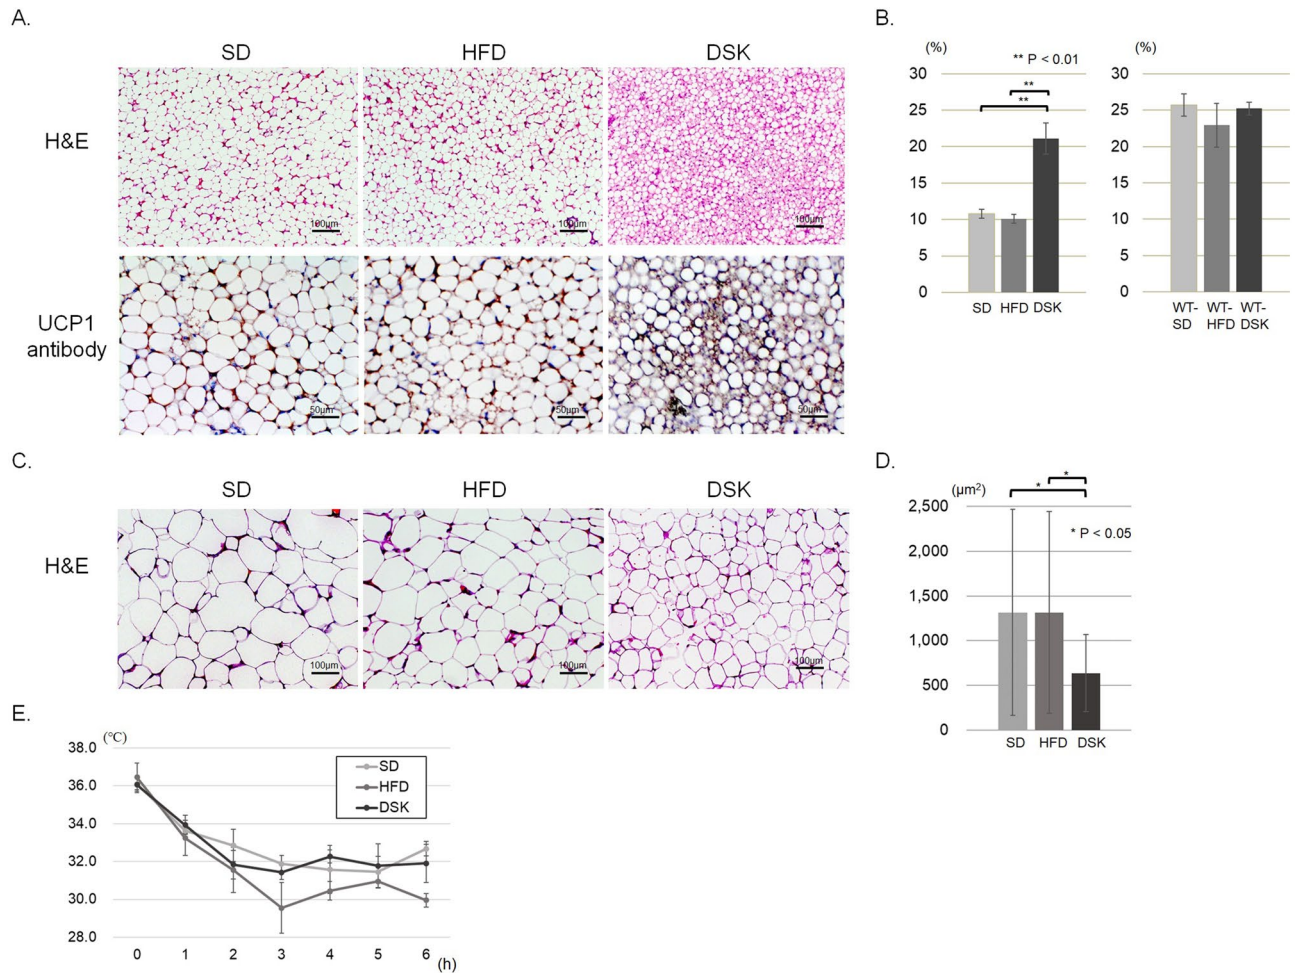 A.
SD
HFD
DSK
H&E
100μm
100μm
100μm
UCP1
antibody
50μm
50μm
50μm
B.
(%)
** P < 0.01
**
**
30
25
20
15
10
5
0
SD
HFD
DSK
(%)
30
25
20
15
10
5
0
WT-
SD
WT-
HFD
WT-
DSK
C.
SD
HFD
DSK
H&E
100μm
100μm
100μm
D.
(μm²)
*
*
* P < 0.05
2,500
2,000
1,500
1,000
500
0
SD
HFD
DSK
E.
(℃)
38.0
36.0
34.0
32.0
30.0
28.0
SD
HFD
DSK
0
1
2
3
4
5
6
(h)